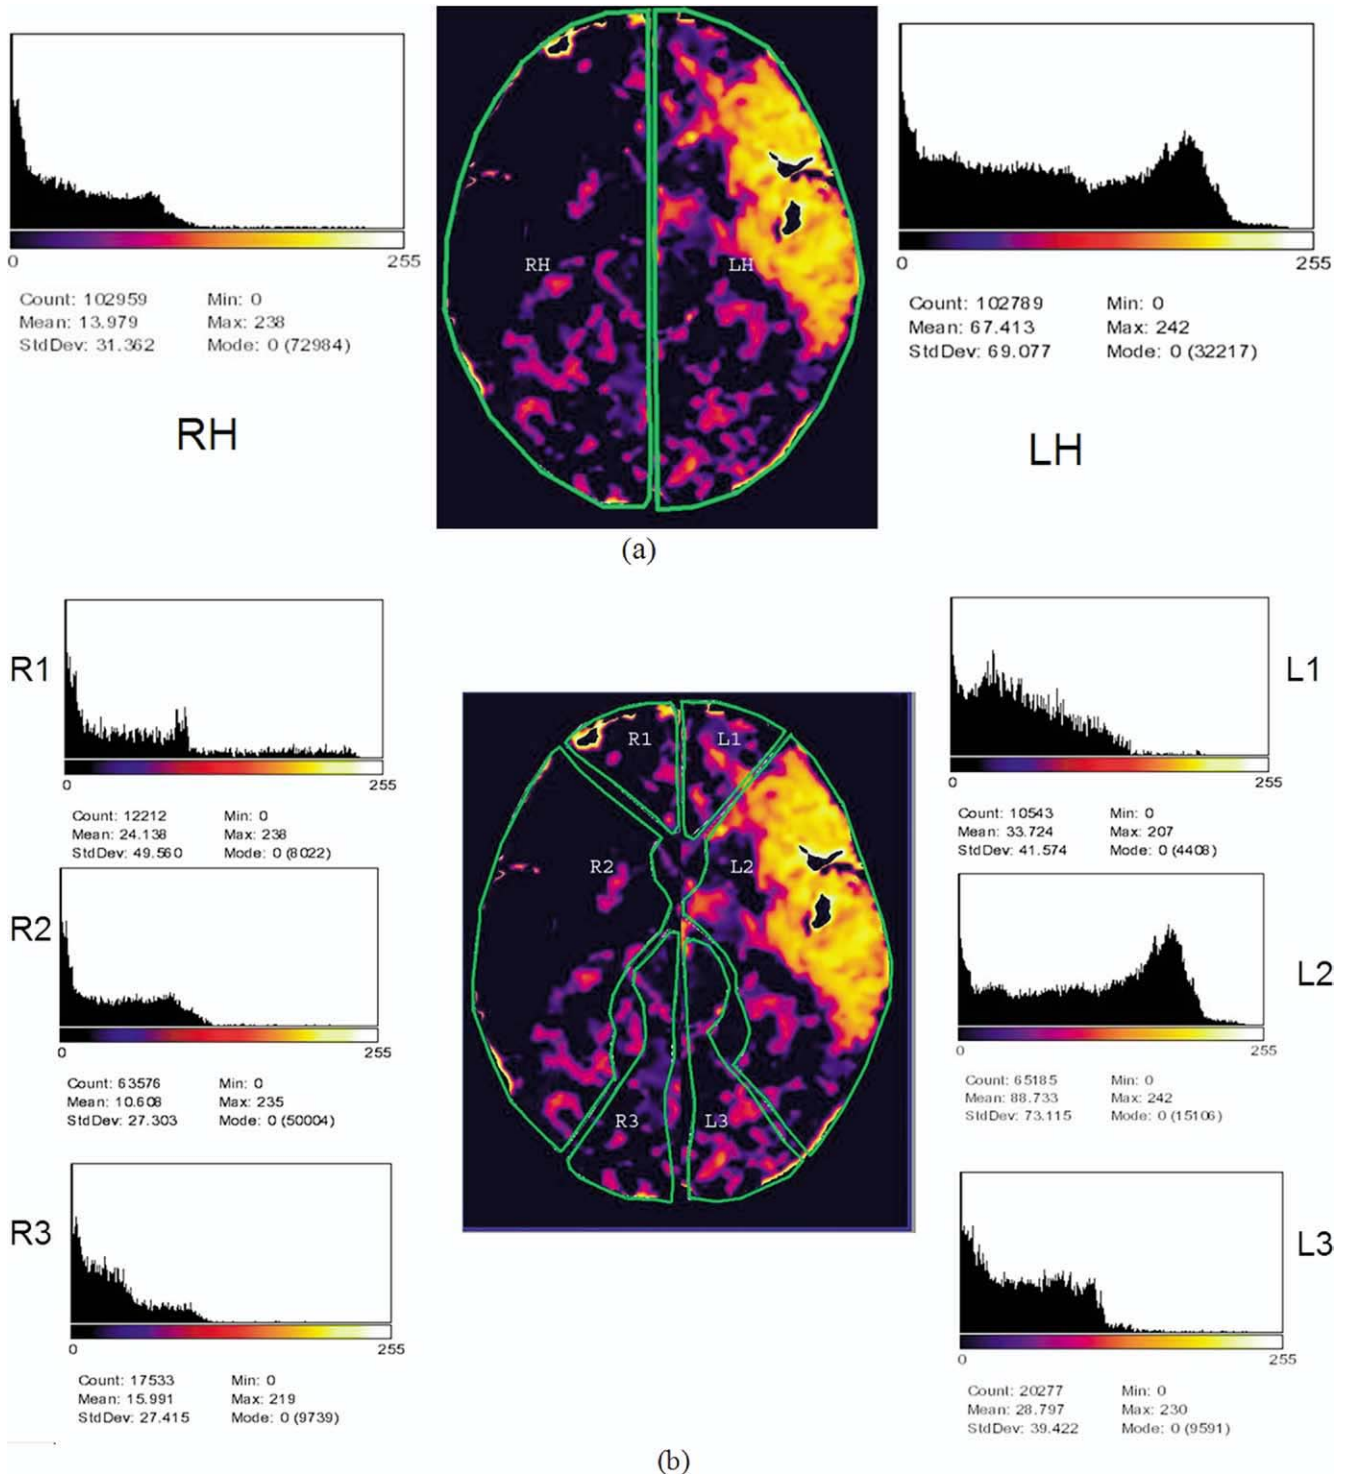 0 255
Count: 102959 Min: 0
Mean: 13.979 Max: 238
StdDev: 31.362 Mode: 0 (72984)
RH
RH LH
0 255
Count: 102789 Min: 0
Mean: 67.413 Max: 242
StdDev: 69.077 Mode: 0 (32217)
LH
(a)
R1
0 255
Count: 12212 Min: 0
Mean: 24.138 Max: 238
StdDev: 49.560 Mode: 0 (8022)
R2
0 255
Count: 63576 Min: 0
Mean: 10.608 Max: 235
StdDev: 27.303 Mode: 0 (50004)
R3
0 255
Count: 17533 Min: 0
Mean: 15.991 Max: 219
StdDev: 27.415 Mode: 0 (9739)
R1 L1
R2 L2
R3 L3
L1
0 255
Count: 10543 Min: 0
Mean: 33.724 Max: 207
StdDev: 41.574 Mode: 0 (4408)
L2
0 255
Count: 65185 Min: 0
Mean: 88.733 Max: 242
StdDev: 73.115 Mode: 0 (15106)
L3
0 255
Count: 20277 Min: 0
Mean: 28.797 Max: 230
StdDev: 39.422 Mode: 0 (9591)
(b)